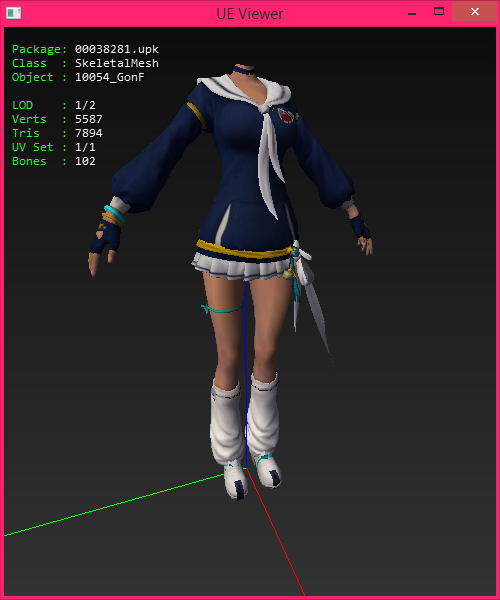 UE Viewer
Package: 00038281.upk
Class : SkeletalMesh
Object : 10054_GonF
LOD : 1/2
Verts : 5587
Tris : 7894
UV Set : 1/1
Bones : 102